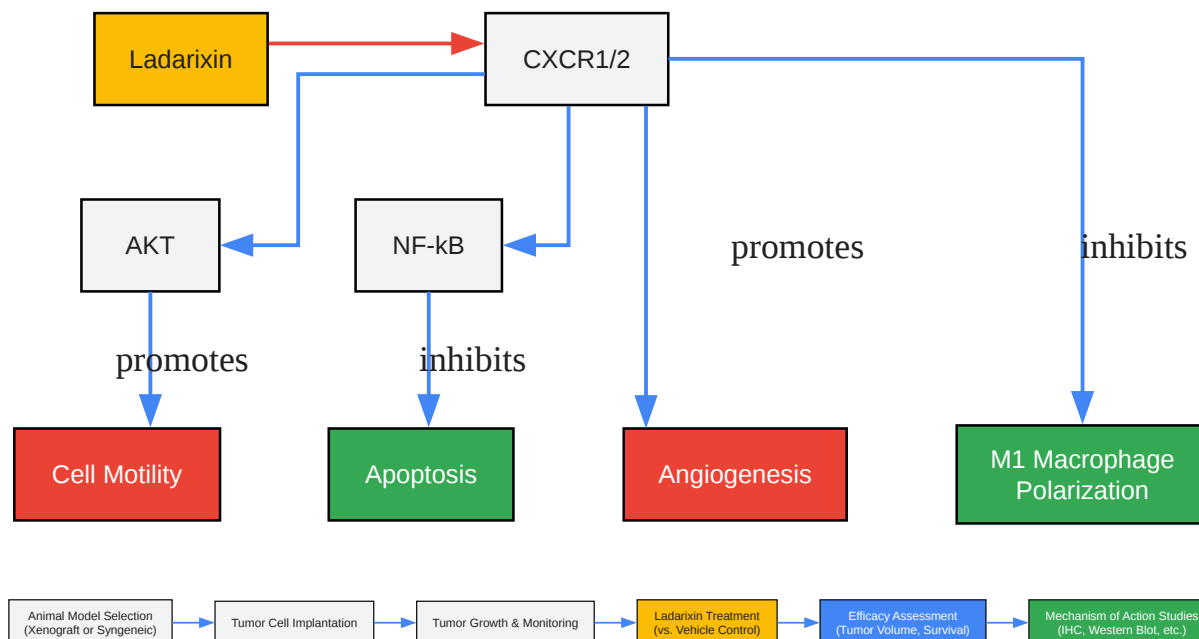 Ladarixin
CXCR1/2
AKT
NF-kB
promotes
inhibits
promotes
inhibits
Cell Motility
Apoptosis
Angiogenesis
M1 Macrophage
Polarization
Animal Model Selection
(Xenograft or Syngeneic)
Tumor Cell Implantation
Tumor Growth & Monitoring
Ladarixin Treatment
(vs. Vehicle Control)
Efficacy Assessment
(Tumor Volume, Survival)
Mechanism of Action Studies
(IHC, Western Blot, etc.)